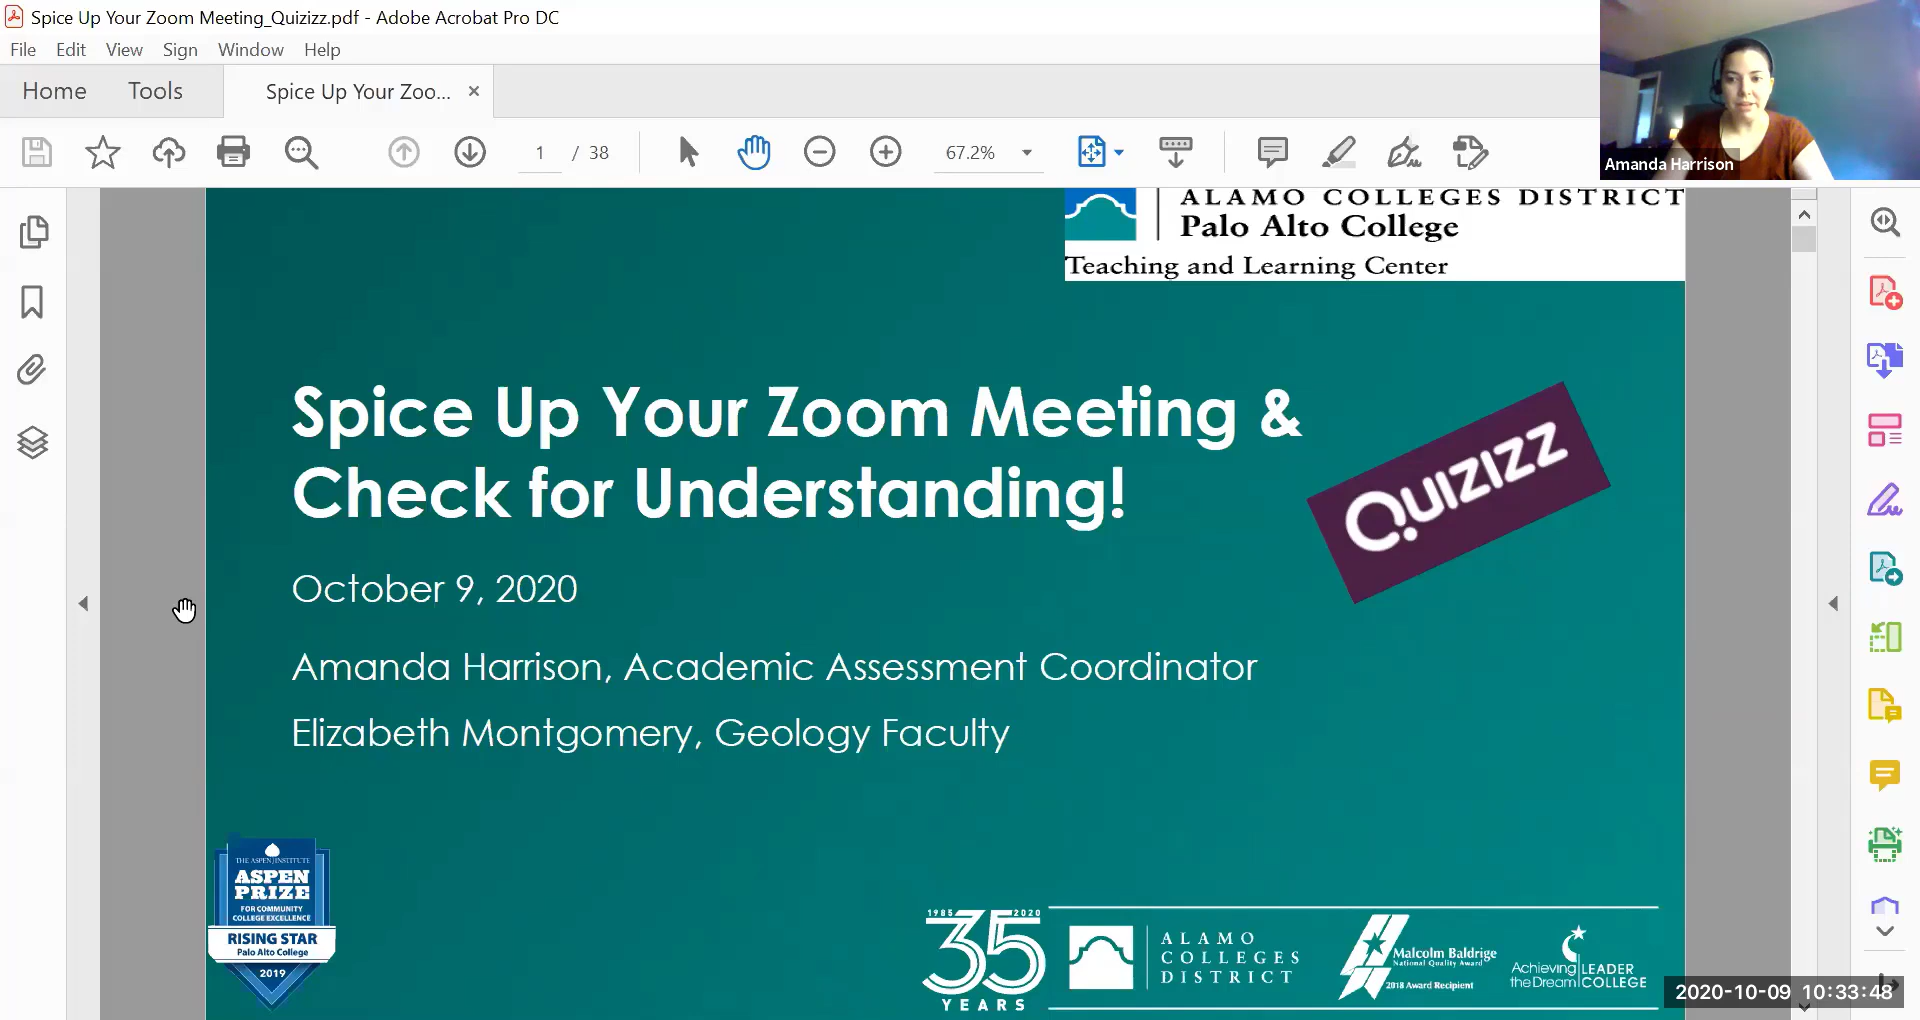 Spice Up Your Zoom Meeting_Quizizz.pdf - Adobe Acrobat Pro DC
File Edit View Sign Window Help
Home Tools Spice Up Your Zoo... ×
1 / 38 67.2%
Amanda Harrison
ALAMO COLLEGES DISTRICT
Palo Alto College
Teaching and Learning Center
Spice Up Your Zoom Meeting &
Check for Understanding!
Quizizz
October 9, 2020
Amanda Harrison, Academic Assessment Coordinator
Elizabeth Montgomery, Geology Faculty
THE ASPEN INSTITUTE
ASPEN
PRIZE
FOR COMMUNITY
COLLEGE EXCELLENCE
RISING STAR
Palo Alto College
2019
1985 2020
35
YEARS
ALAMO
COLLEGES
DISTRICT
Malcolm Baldrige
National Quality Award
2018 Award Recipient
Achieving the Dream
LEADER COLLEGE
2020-10-09 10:33:48